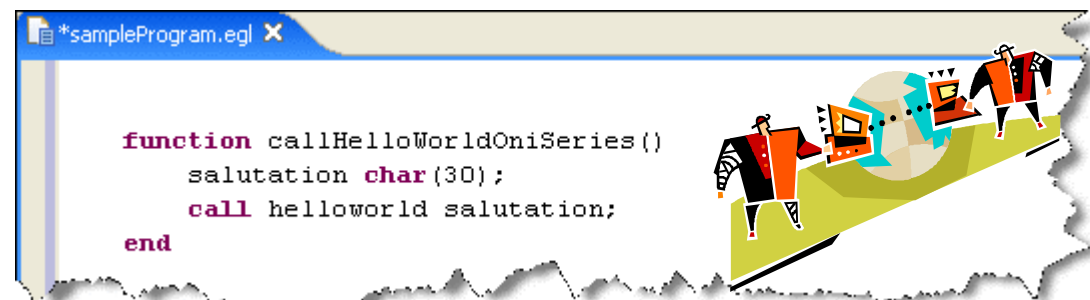 *sampleProgram.egl
function callHelloWorldOniSeries()
salutation char(30);
call helloworld salutation;
end